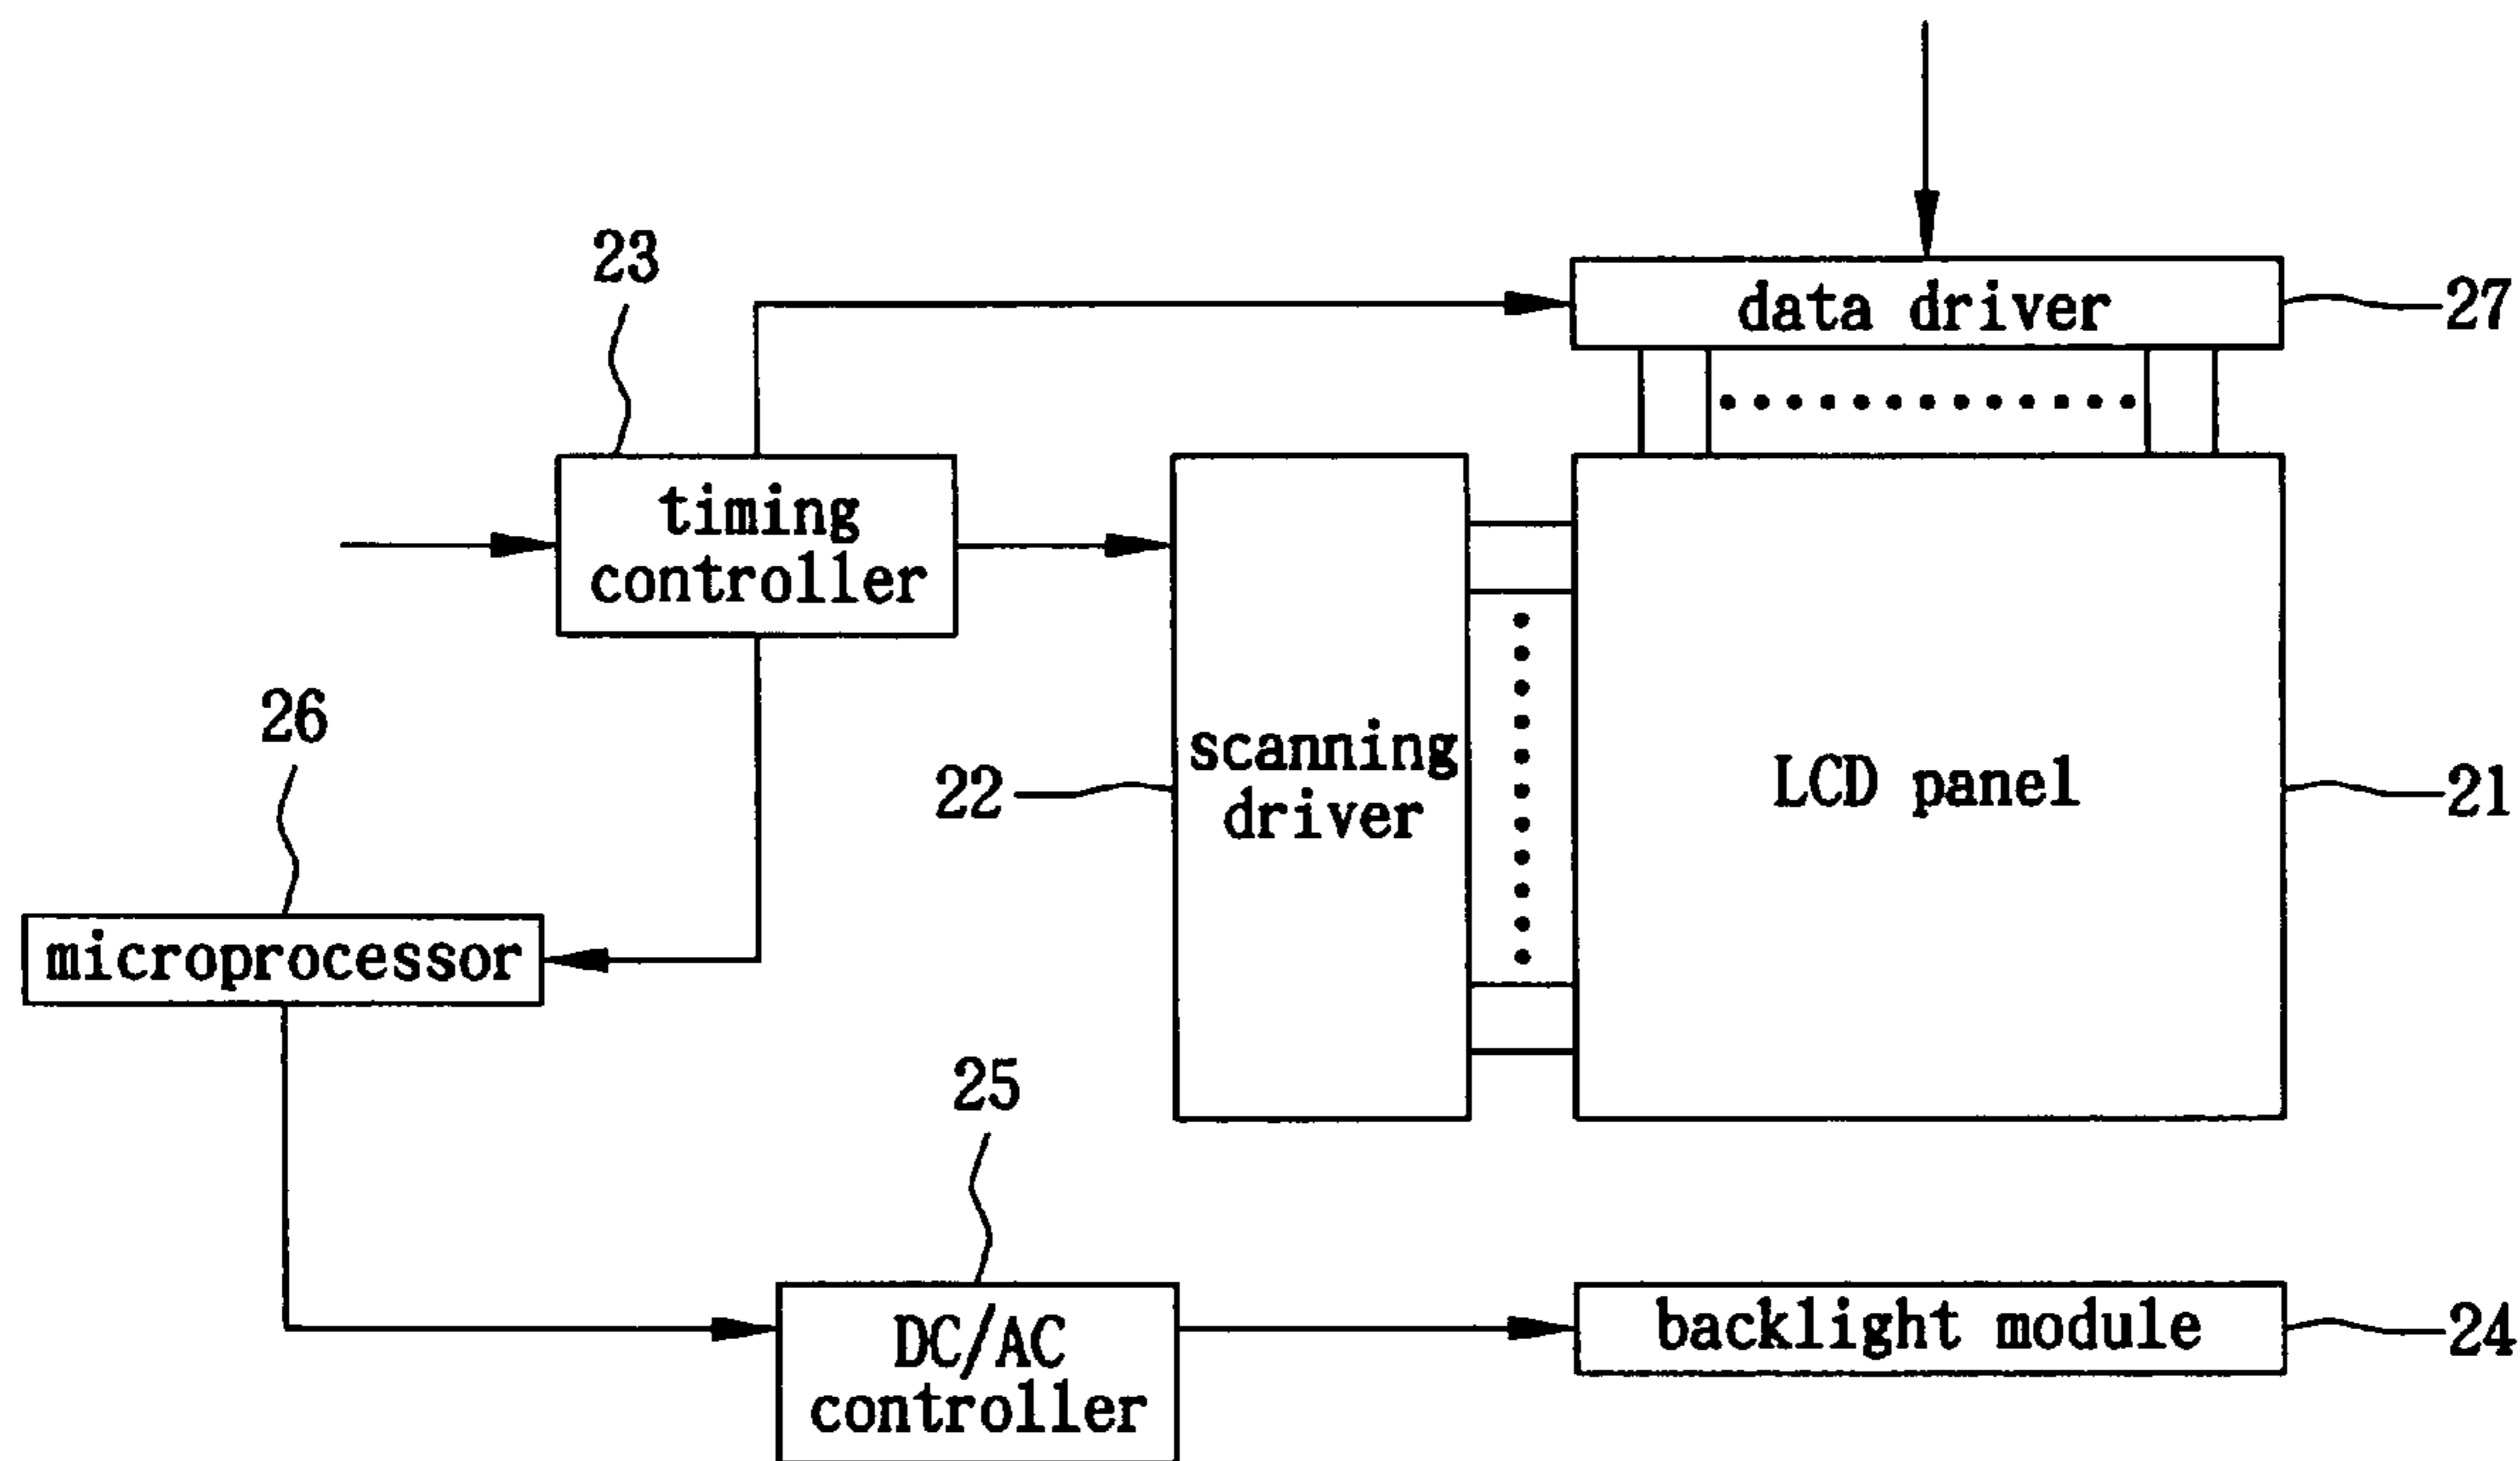 23
data driver
27
timing
controller
26
22
scanning
driver
LCD panel
21
microprocessor
25
DC/AC
controller
backlight module
24